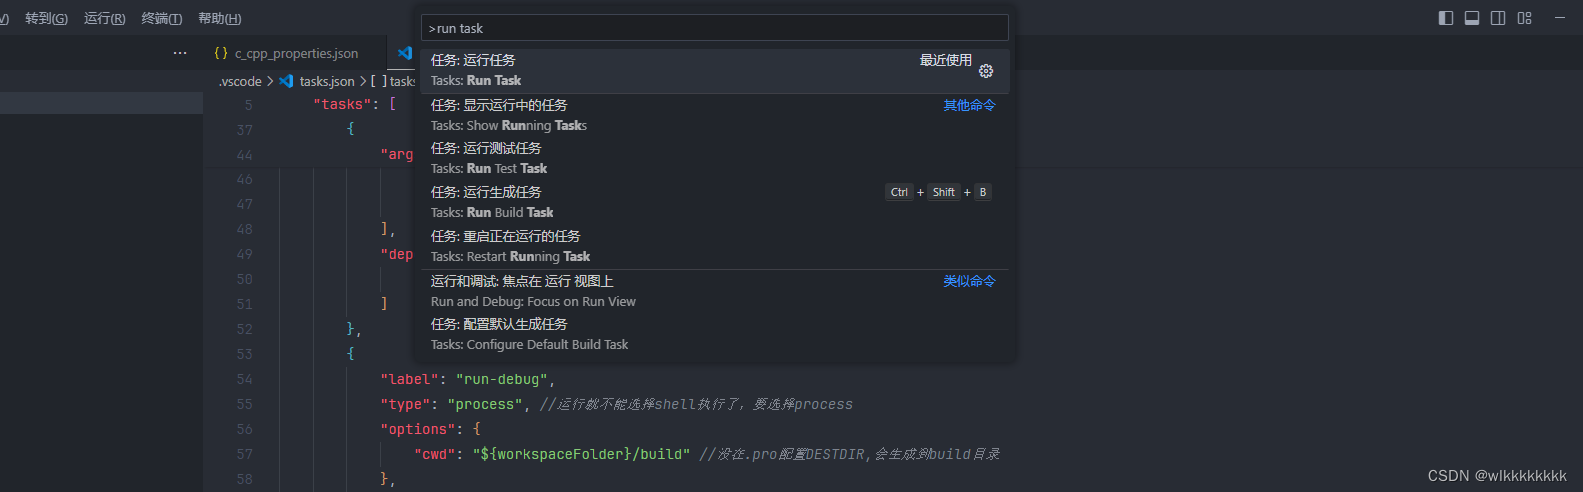 V) 转到(G) 运行(R) 终端(T) 帮助(H)
>run task
··· {} c_cpp_properties.json
.vscode > tasks.json > [ ] tasks
任务: 运行任务 最近使用
Tasks: Run Task
任务: 显示运行中的任务 其他命令
Tasks: Show Running Tasks
任务: 运行测试任务
Tasks: Run Test Task
任务: 运行生成任务 Ctrl + Shift + B
Tasks: Run Build Task
任务: 重启正在运行的任务
Tasks: Restart Running Task
运行和调试: 焦点在 运行 视图上 类似命令
Run and Debug: Focus on Run View
任务: 配置默认生成任务
Tasks: Configure Default Build Task
5 "tasks": [
37 {
44 "arg
46
47
48 ],
49 "dep
50
51 ]
52 },
53 {
54 "label": "run-debug",
55 "type": "process", //运行就不能选择shell执行了，要选择process
56 "options": {
57 "cwd": "${workspaceFolder}/build" //没在.pro配置DESTDIR,会生成到build目录
58 },
CSDN @wlkkkkkkkk